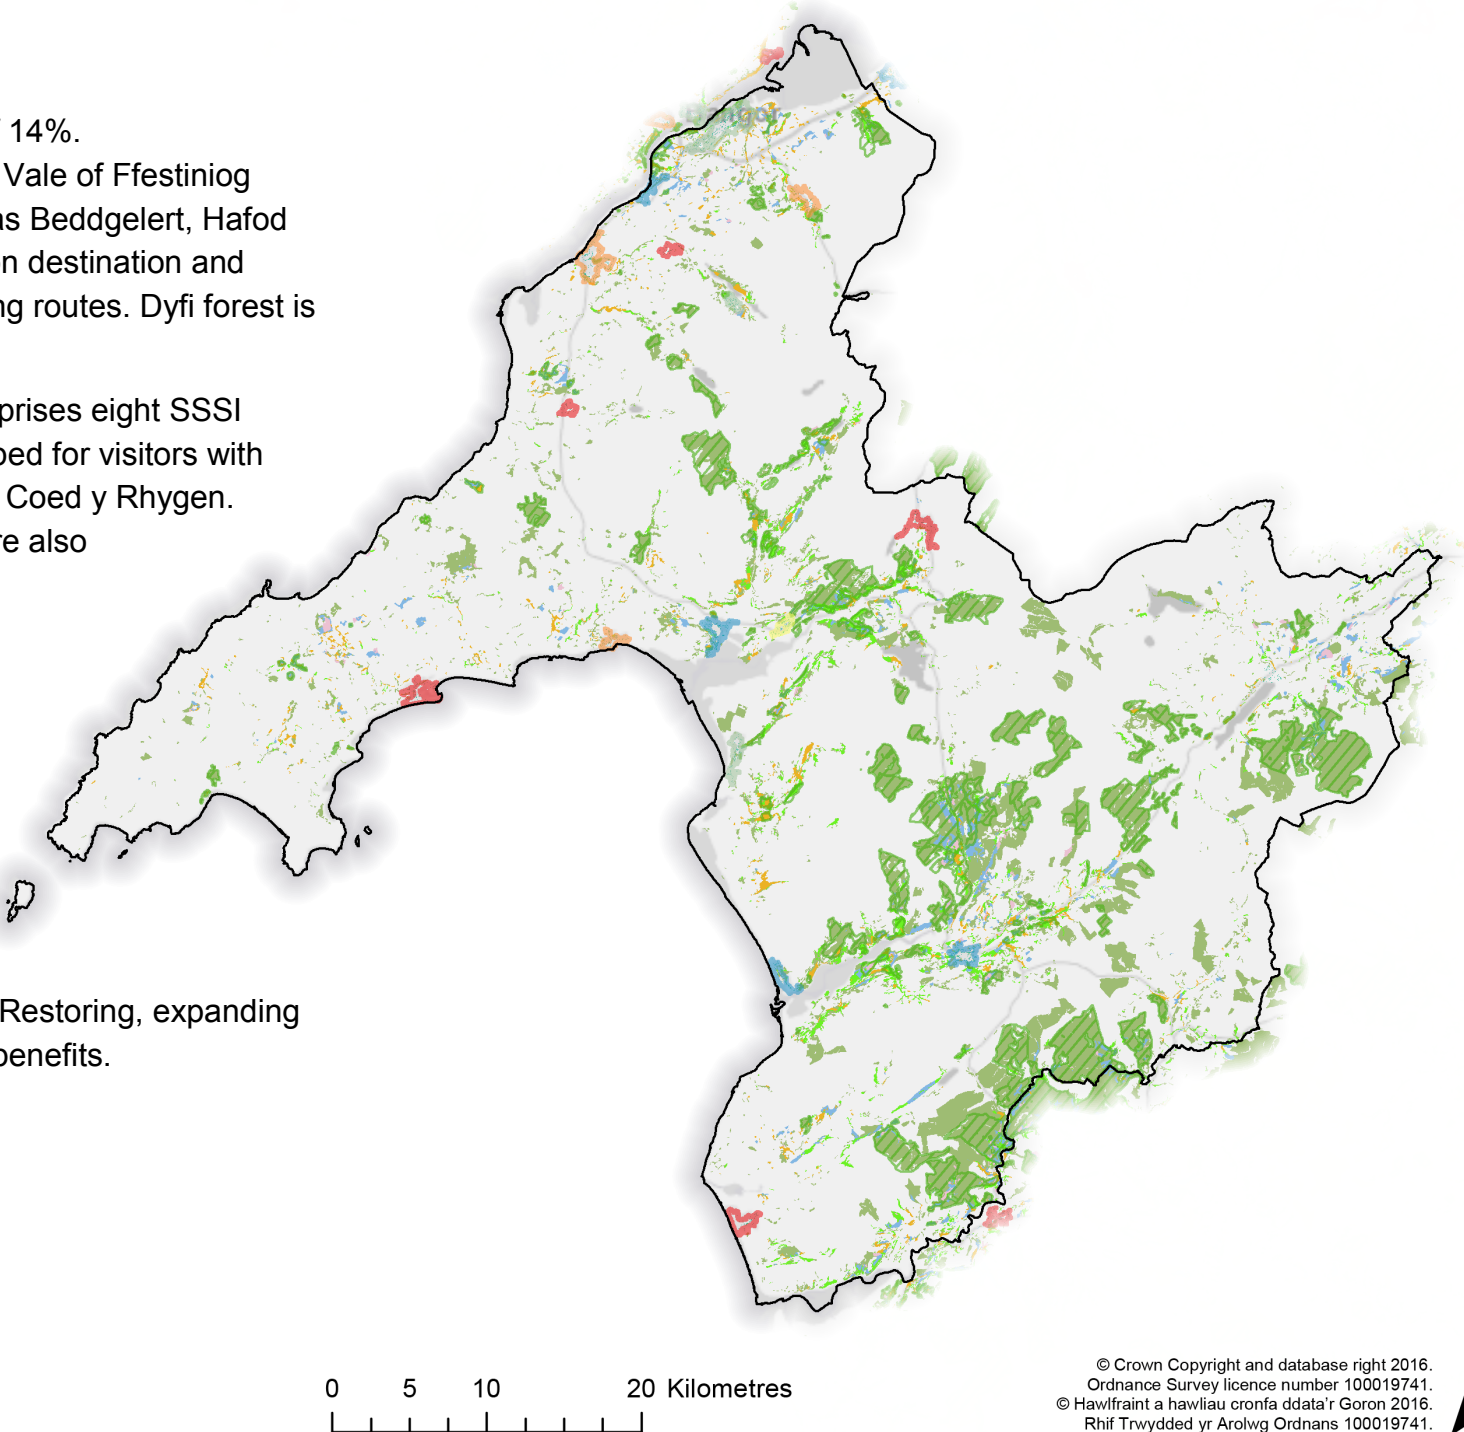 14%.
Vale of Ffestiniog
as Beddgelert, Hafod
on destination and
ng routes. Dyfi forest is
prises eight SSSI
ped for visitors with
Coed y Rhygen.
re also
Restoring, expanding
benefits.
Bangor
0 5 10 20 Kilometres
© Crown Copyright and database right 2016.
Ordnance Survey licence number 100019741.
© Hawlfraint a hawliau cronfa ddata'r Goron 2016.
Rhif Trwydded yr Arolwg Ordnans 100019741.